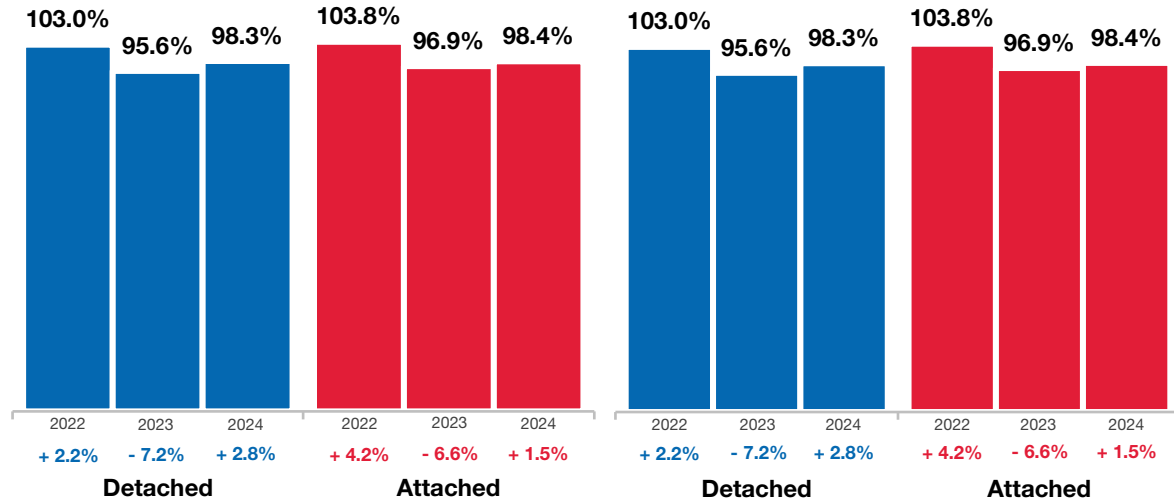 103.0% 95.6% 98.3% 103.8% 96.9% 98.4%
2022 2023 2024 2022 2023 2024
+ 2.2% - 7.2% + 2.8% + 4.2% - 6.6% + 1.5%
Detached Attached
103.0% 95.6% 98.3% 103.8% 96.9% 98.4%
2022 2023 2024 2022 2023 2024
+ 2.2% - 7.2% + 2.8% + 4.2% - 6.6% + 1.5%
Detached Attached